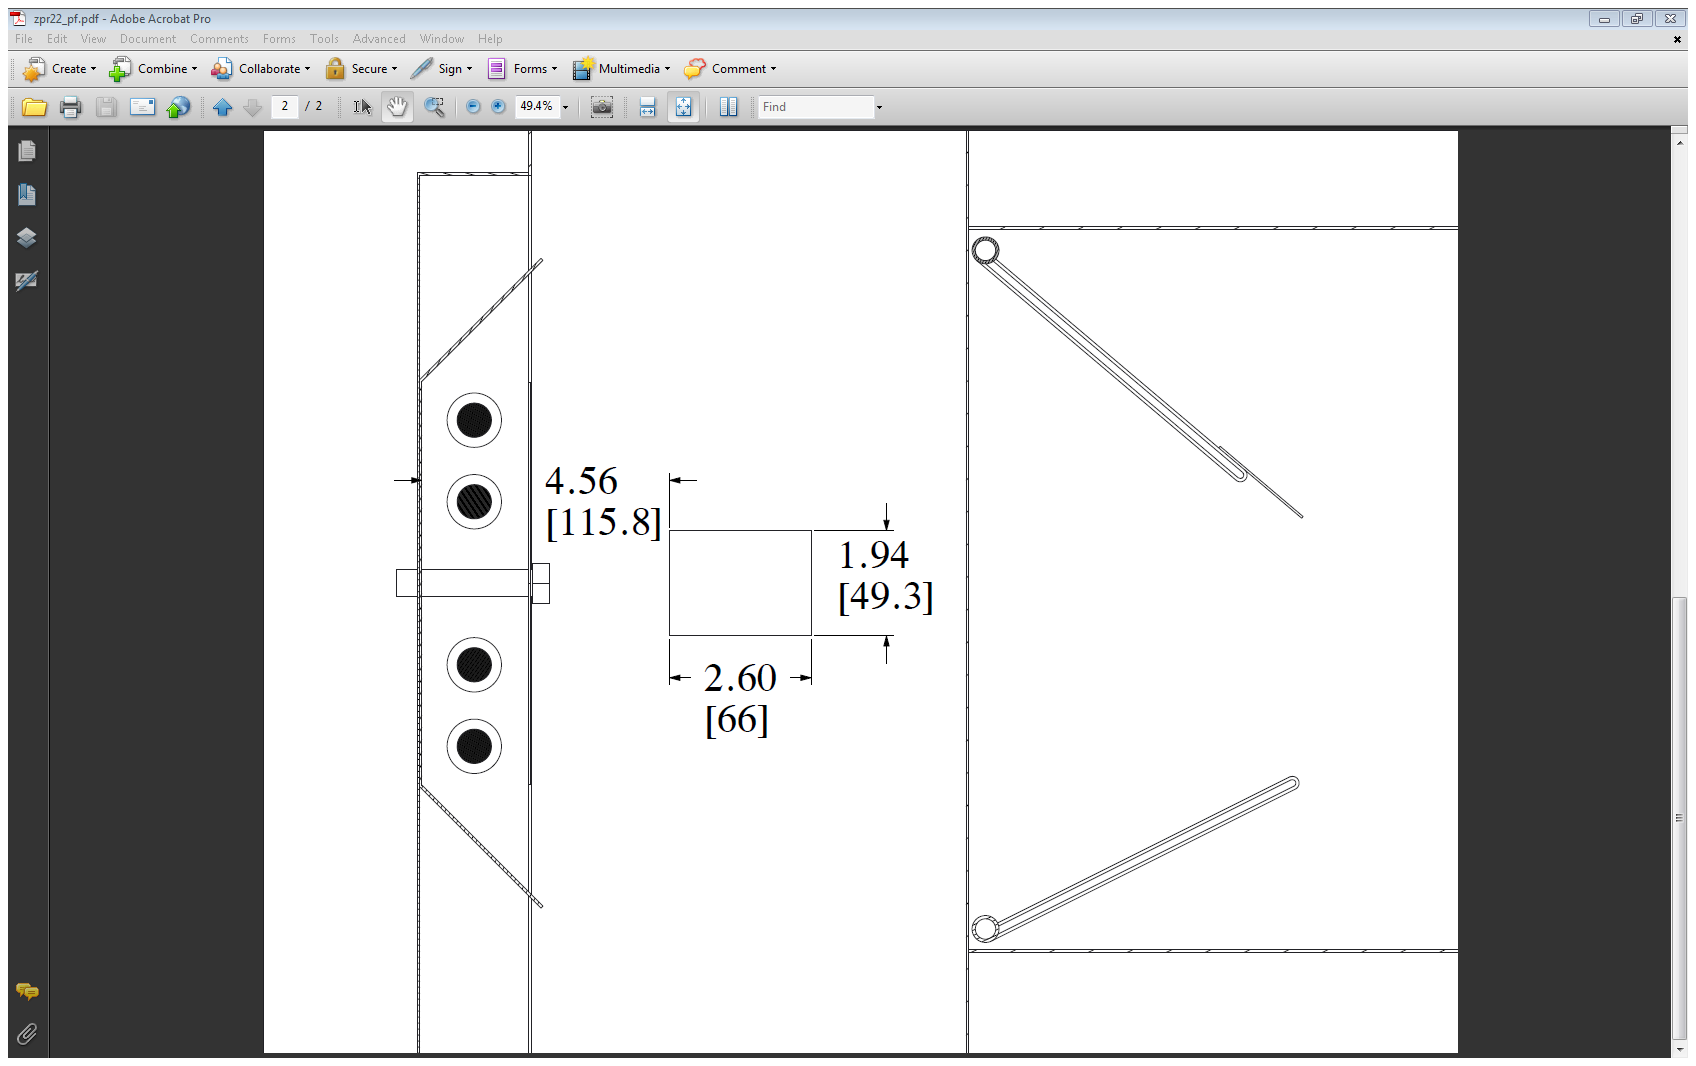 zpr22_pf.pdf - Adobe Acrobat Pro
File Edit View Document Comments Forms Tools Advanced Window Help
Create Combine Collaborate Secure Sign Forms Multimedia Comment
2 / 2 49.4% Find
4.56
[115.8]
1.94
[49.3]
2.60
[66]